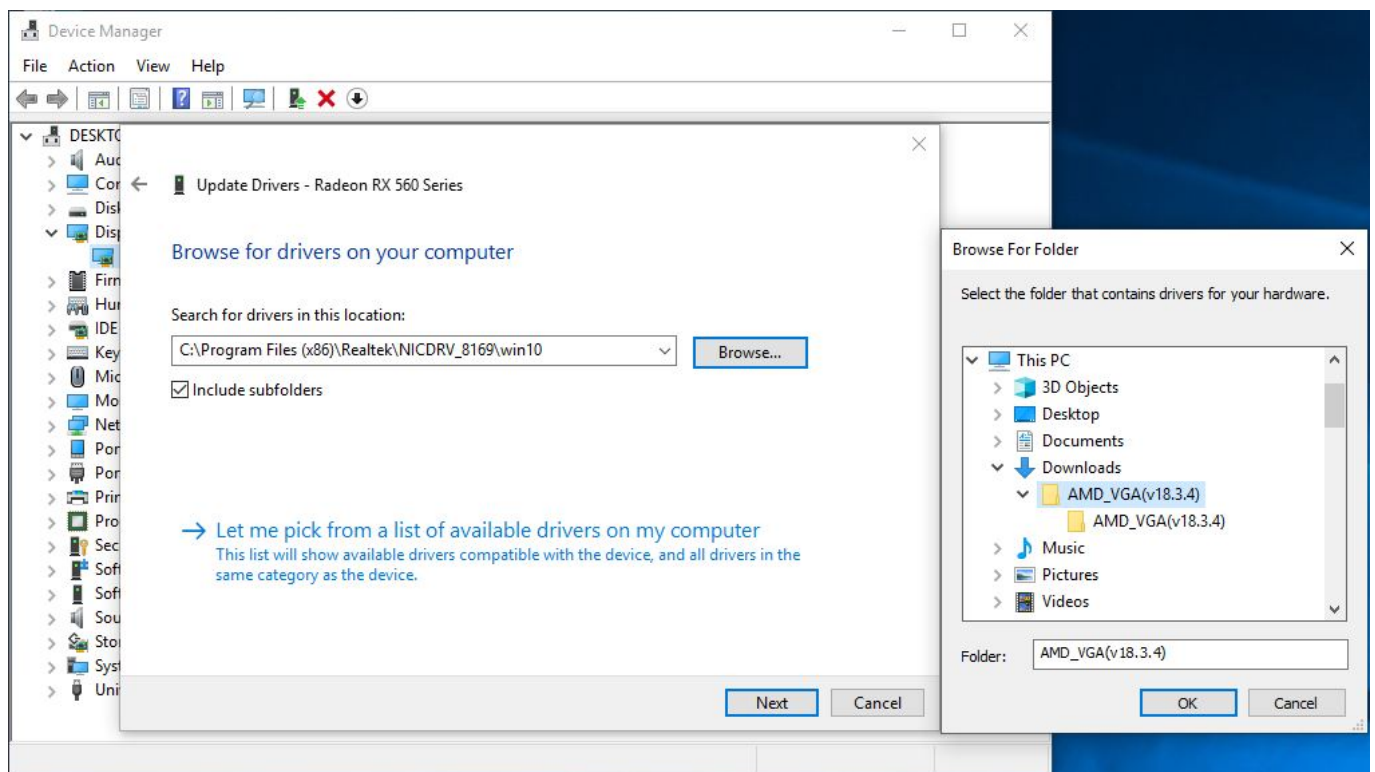 Device Manager
File Action View Help
DESKTO
Aud
Cor
Disk
Disp
Firn
Hur
IDE
Key
Mic
Mo
Net
Por
Por
Prin
Pro
Sec
Soft
Soft
Sou
Stor
Syst
Uni
Update Drivers - Radeon RX 560 Series
Browse for drivers on your computer
Search for drivers in this location:
C:\Program Files (x86)\Realtek\NICDRV_8169\win10
Browse...
Include subfolders
Let me pick from a list of available drivers on my computer
This list will show available drivers compatible with the device, and all drivers in the
same category as the device.
Next Cancel
Browse For Folder
Select the folder that contains drivers for your hardware.
This PC
3D Objects
Desktop
Documents
Downloads
AMD_VGA(v18.3.4)
AMD_VGA(v18.3.4)
Music
Pictures
Videos
Folder: AMD_VGA(v18.3.4)
OK Cancel